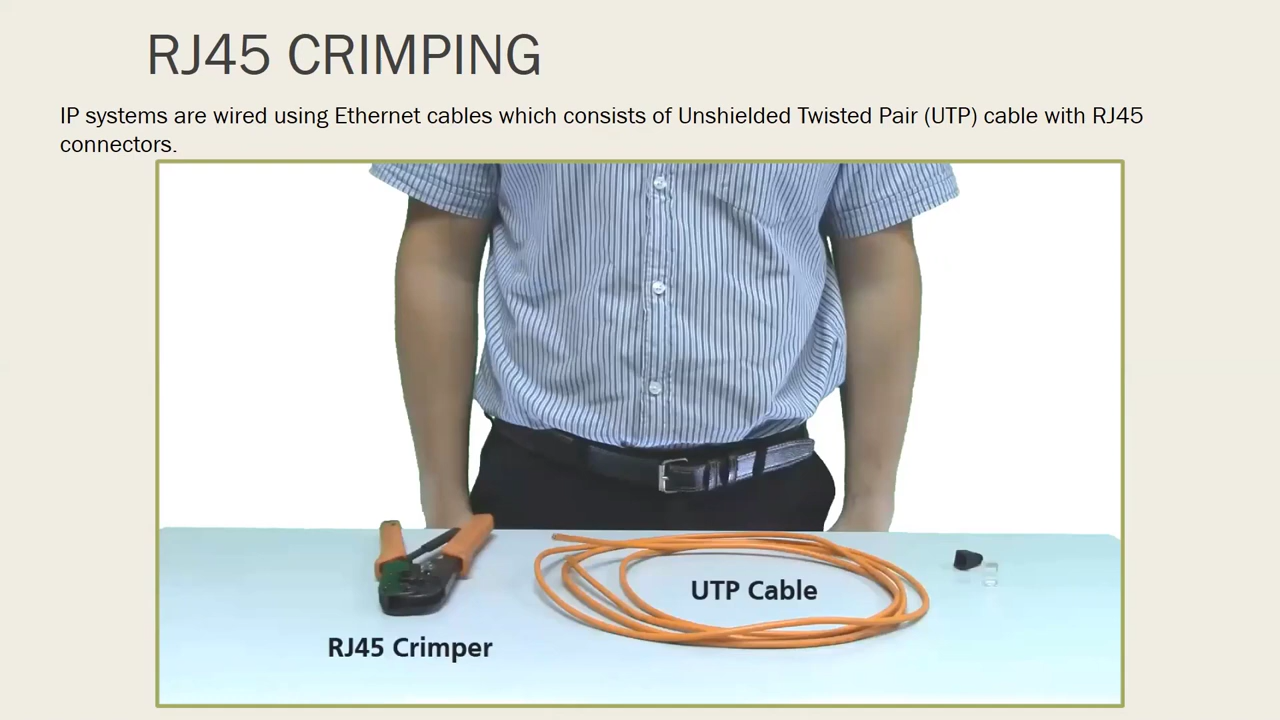 RJ45 CRIMPING
IP systems are wired using Ethernet cables which consists of Unshielded Twisted Pair (UTP) cable with RJ45
connectors.
UTP Cable
RJ45 Crimper